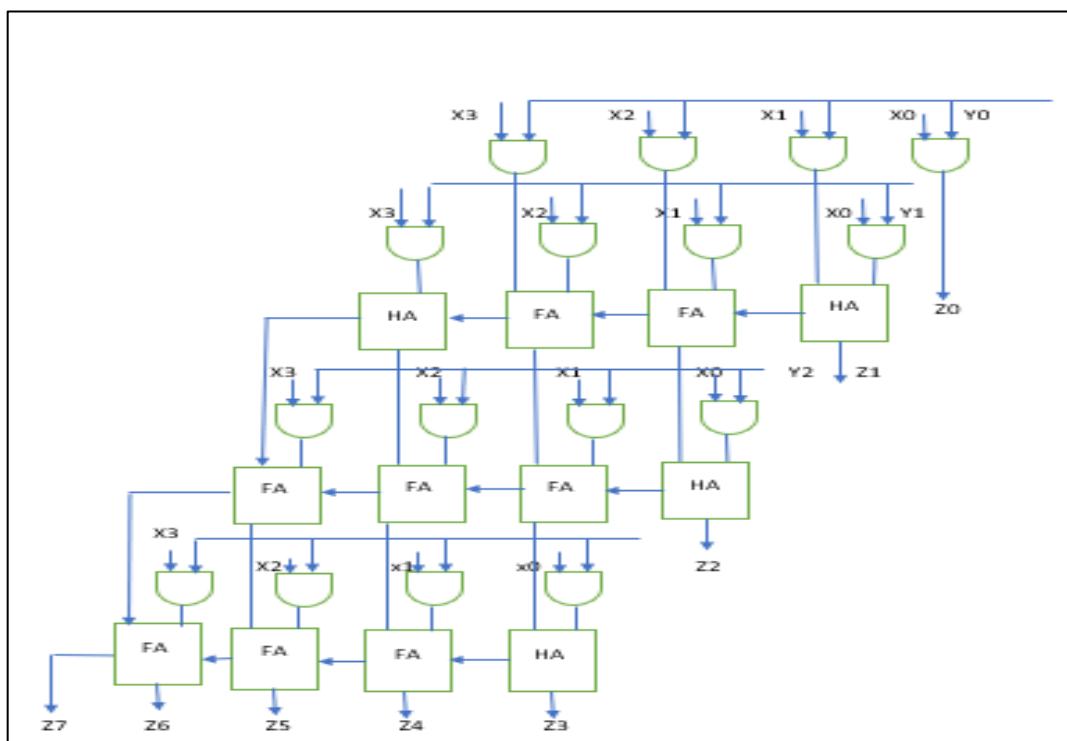 X3 X2 X1 X0 Y0
X3 X2 X1 X0 Y1
HA FA FA HA Z0
X3 X2 X1 X0 Y2 Z1
FA FA FA HA
X3
X2 x1 x0 Z2
FA FA FA HA
Z7 Z6 Z5 Z4 Z3